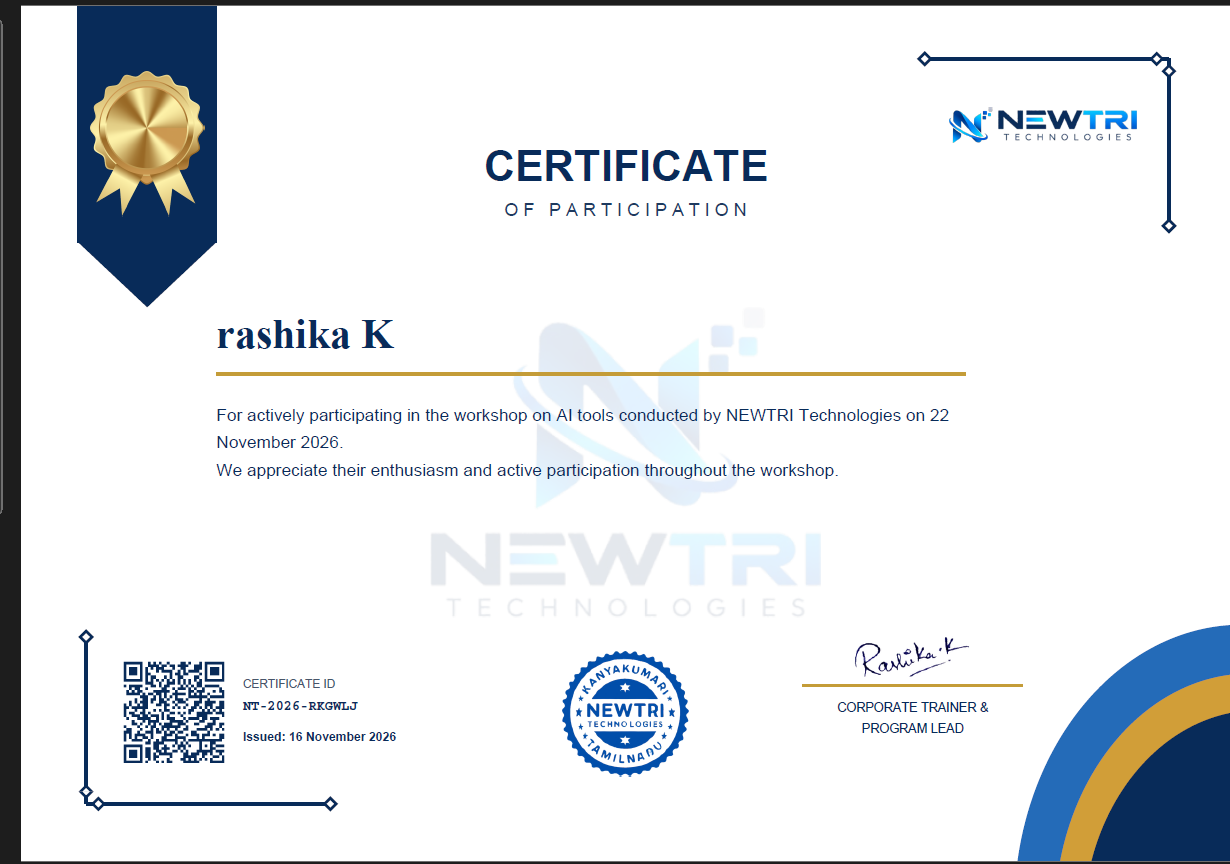 NEWTRI
TECHNOLOGIES
CERTIFICATE
OF PARTICIPATION
rashika K
For actively participating in the workshop on AI tools conducted by NEWTRI Technologies on 22
November 2026.
We appreciate their enthusiasm and active participation throughout the workshop.
NEWTRI
TECHNOLOGIES
CERTIFICATE ID
NT-2026-RKGWLJ
Issued: 16 November 2026
KANYAKUMARI
NEWTRI
TECHNOLOGIES
TAMILNADU
Rashika.K
CORPORATE TRAINER &
PROGRAM LEAD